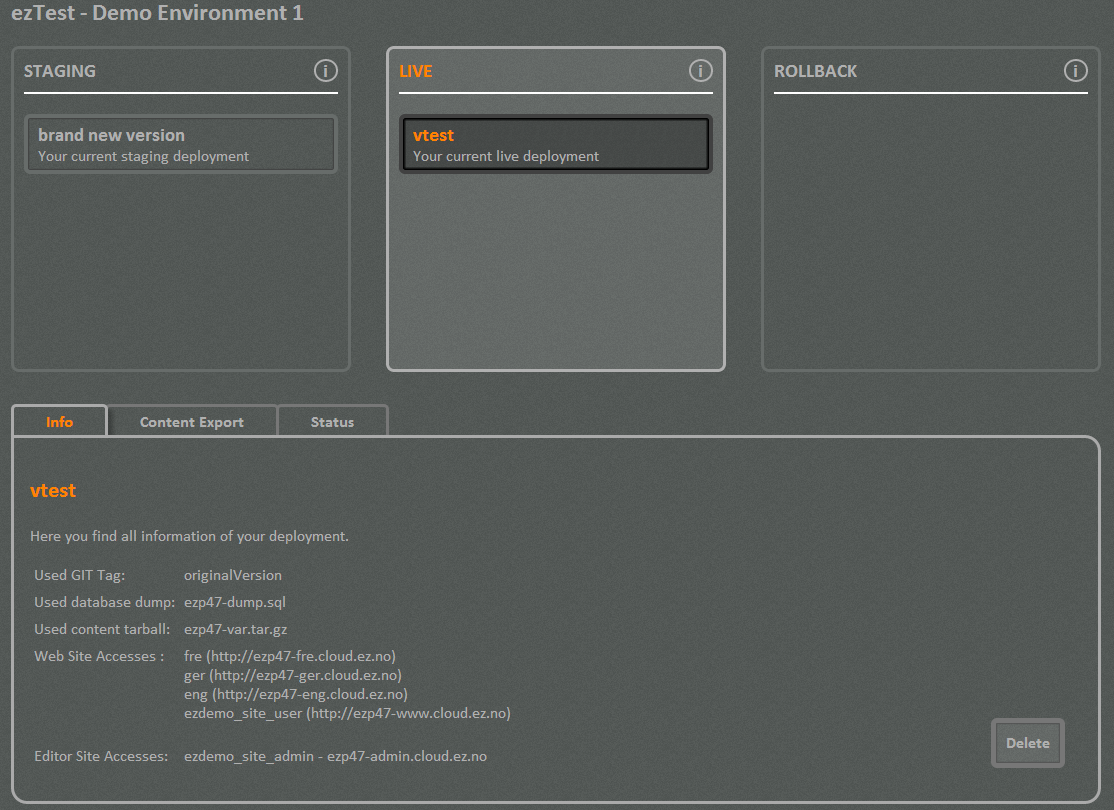 ezTest - Demo Environment 1
STAGING
i
LIVE
i
ROLLBACK
i
brand new version
Your current staging deployment
vtest
Your current live deployment
Info
Content Export
Status
vtest
Here you find all information of your deployment.
Used GIT Tag: originalVersion
Used database dump: ezp47-dump.sql
Used content tarball: ezp47-var.tar.gz
Web Site Accesses : fre (http://ezp47-fre.cloud.ez.no)
ger (http://ezp47-ger.cloud.ez.no)
eng (http://ezp47-eng.cloud.ez.no)
ezdemo_site_user (http://ezp47-www.cloud.ez.no)
Editor Site Accesses: ezdemo_site_admin - ezp47-admin.cloud.ez.no
Delete